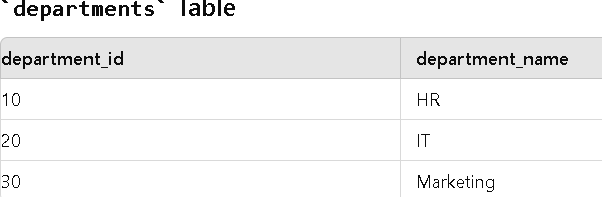 `departments` Table
department_id department_name
10 HR
20 IT
30 Marketing